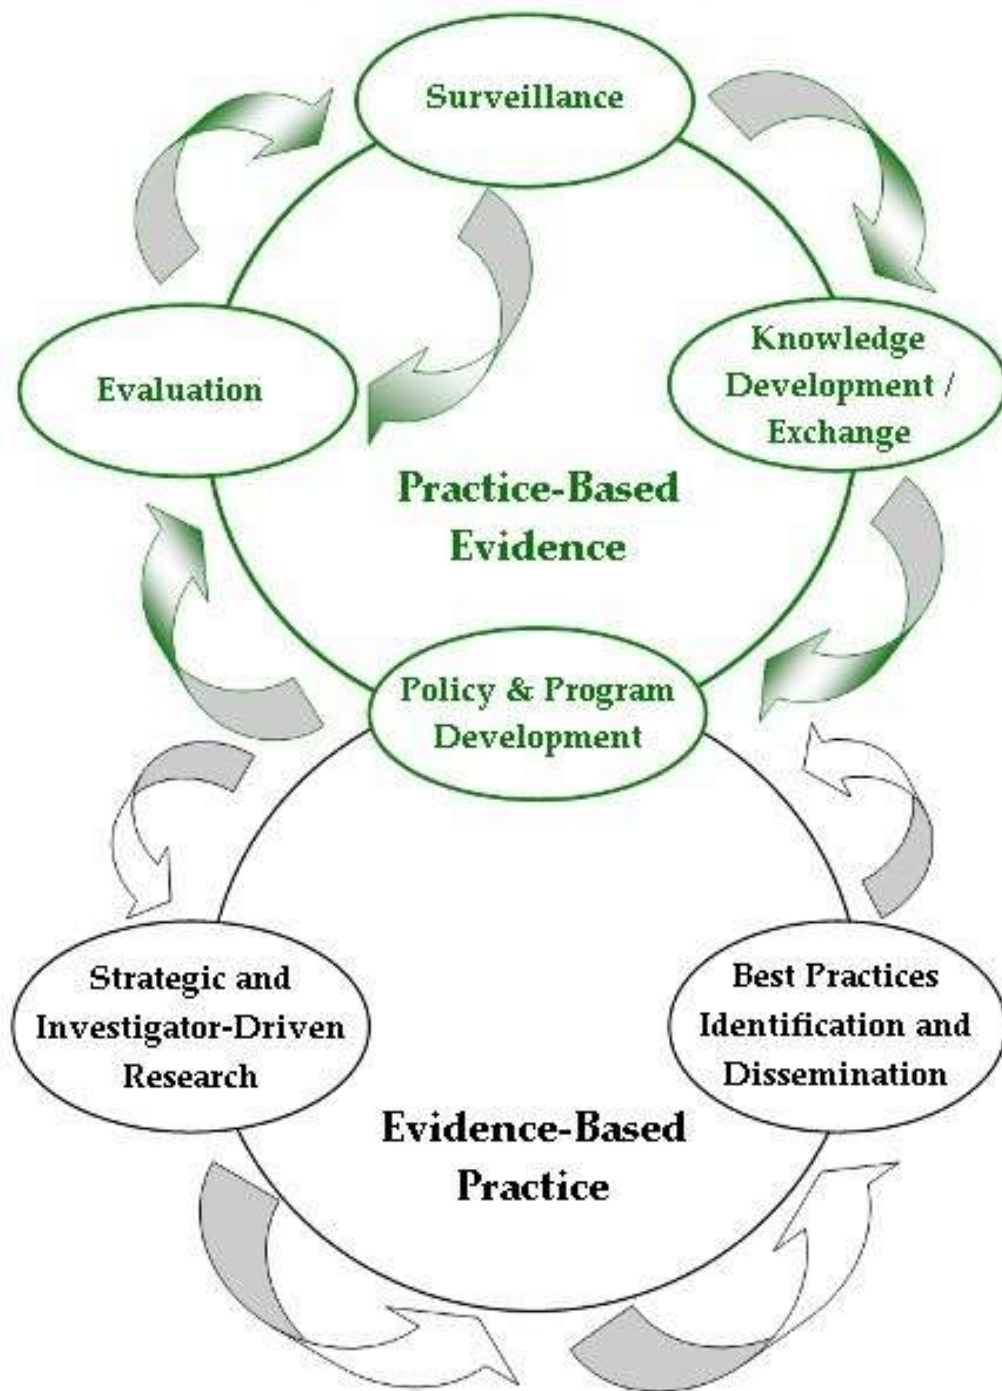 Surveillance
Evaluation
Knowledge
Development /
Exchange
Practice-Based
Evidence
Policy & Program
Development
Strategic and
Investigator-Driven
Research
Best Practices
Identification and
Dissemination
Evidence-Based
Practice